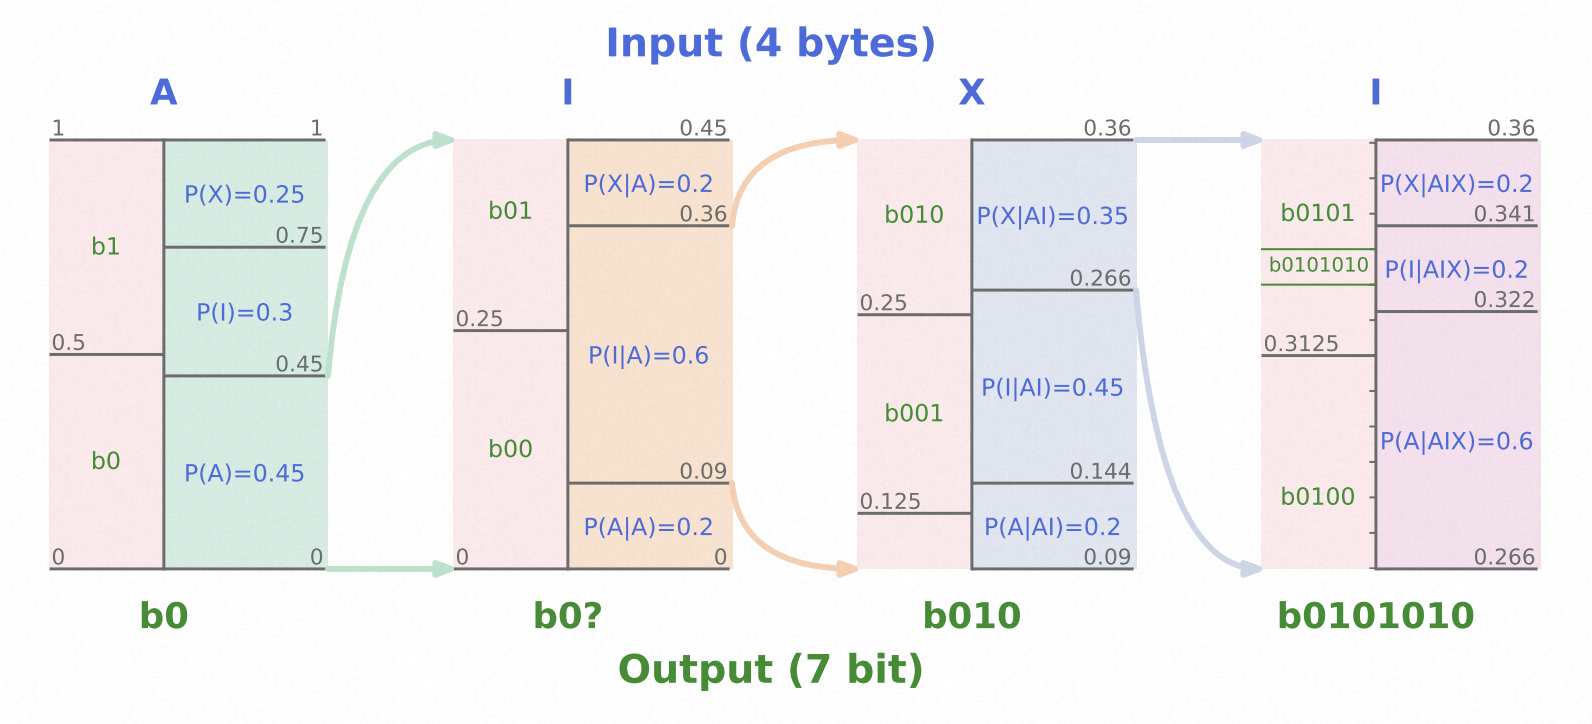 Input (4 bytes)
A
1
1
P(X)=0.25
0.75
b1
P(I)=0.3
0.5
0.45
b0
P(A)=0.45
0
0
b0
I
0.45
P(X|A)=0.2
b01
0.36
0.25
P(I|A)=0.6
b00
0.09
P(A|A)=0.2
0
0
b0?
X
0.36
b010
P(X|AI)=0.35
0.266
0.25
P(I|AI)=0.45
b001
0.144
0.125
P(A|AI)=0.2
0.09
b010
I
0.36
P(X|AIX)=0.2
b0101
0.341
b0101010
P(I|AIX)=0.2
0.322
0.3125
P(A|AIX)=0.6
b0100
0.266
b0101010
Output (7 bit)